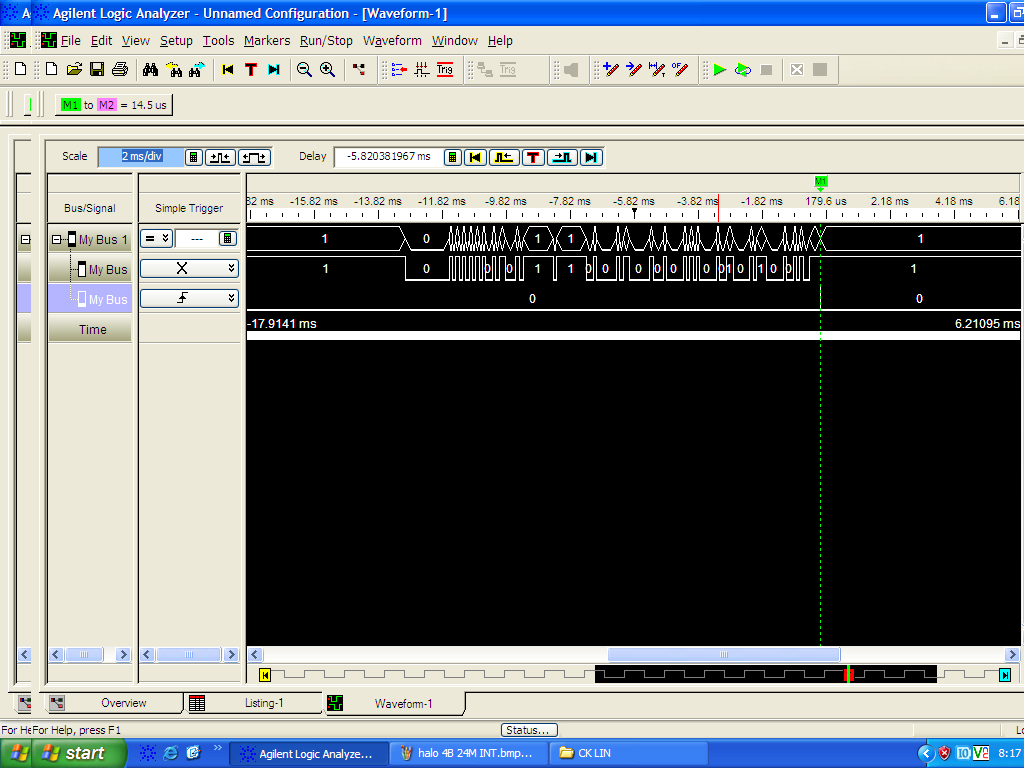 A
Agilent Logic Analyzer - Unnamed Configuration - [Waveform-1]
File Edit View Setup Tools Markers Run/Stop Waveform Window Help
T Trig Trig OF
M1 to M2 = 14.5 us
Scale 2 ms/div Delay -5.820381967 ms T
M1
Bus/Signal Simple Trigger 82 ms -15.82 ms -13.82 ms -11.82 ms -9.82 ms -7.82 ms -5.82 ms -3.82 ms -1.82 ms 179.6 us 2.18 ms 4.18 ms 6.18
My Bus 1 = --- 1 0 1 1 1
My Bus X 1 0 0 0 1 1 0 0 0 0 0 0 0 1 0 1 0 0 1
My Bus 0 0
Time -17.9141 ms 6.21095 ms
Overview Listing-1 Waveform-1
For He For Help, press F1 Status... Lo
start Agilent Logic Analyze... halo 4B 24M INT.bmp... CK LIN 8:17